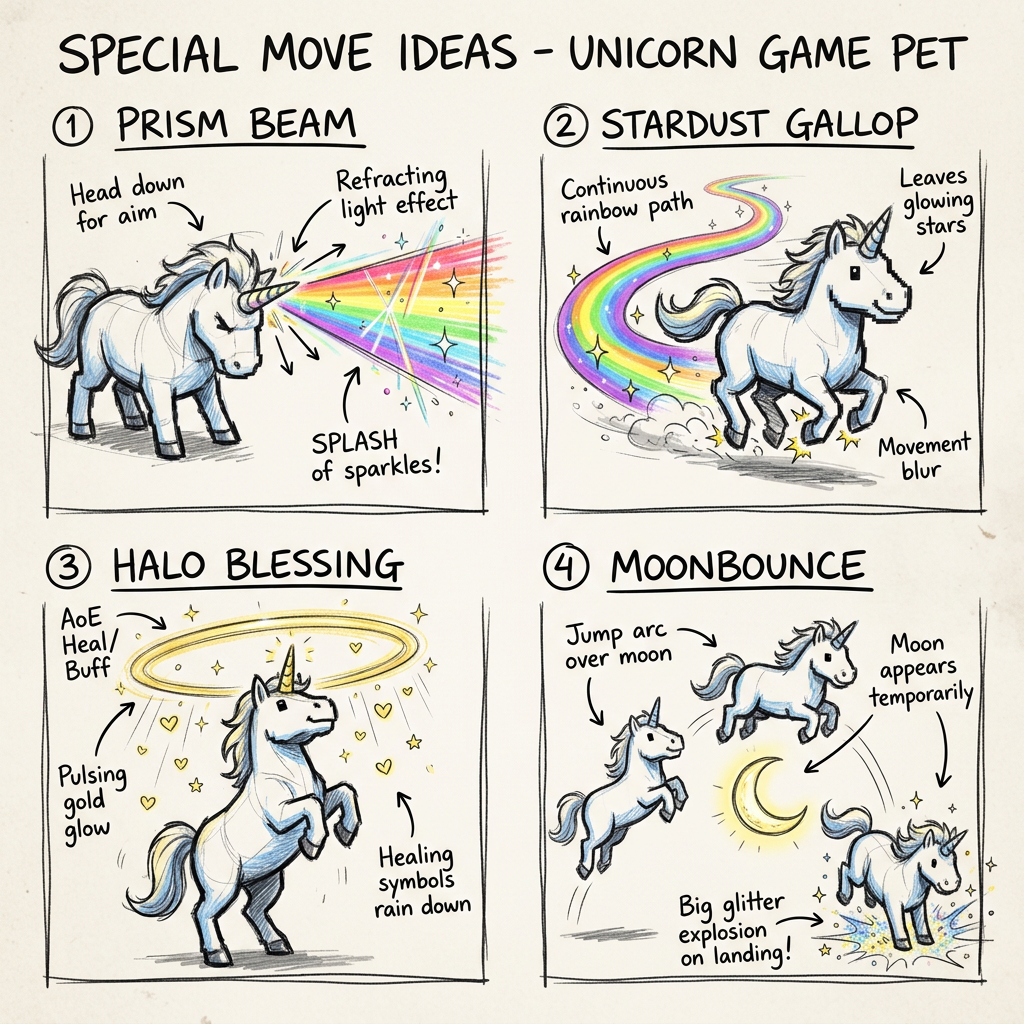 SPECIAL MOVE IDEAS - UNICORN GAME PET
1 PRISM BEAM
Head down
for aim
Refracting
light effect
SPLASH
of sparkles!
2 STARDUST GALLOP
Continuous
rainbow path
Leaves
glowing
stars
Movement
blur
3 HALO BLESSING
AoE
Heal/
Buff
Pulsing
gold
glow
Healing
symbols
rain down
4 MOONBOUNCE
Jump arc
over moon
Moon
appears
temporarily
Big glitter
explosion
on landing!